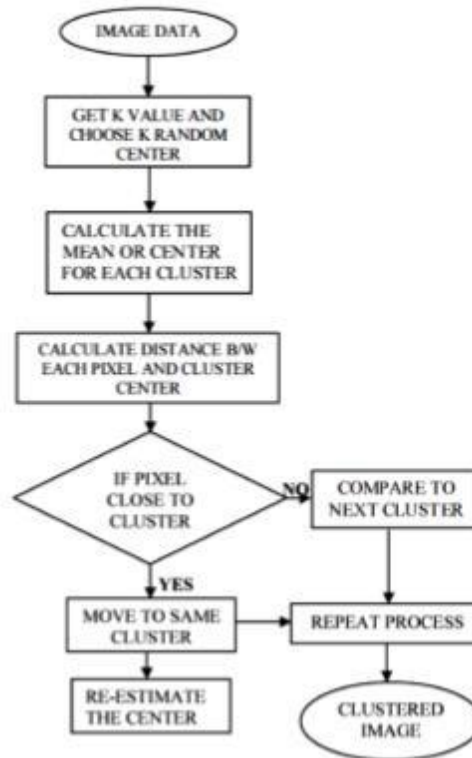 IMAGE DATA
GET K VALUE AND
CHOOSE K RANDOM
CENTER
CALCULATE THE
MEAN OR CENTER
FOR EACH CLUSTER
CALCULATE DISTANCE B/W
EACH PIXEL AND CLUSTER
CENTER
IF PIXEL
CLOSE TO
CLUSTER
NO
COMPARE TO
NEXT CLUSTER
YES
MOVE TO SAME
CLUSTER
REPEAT PROCESS
RE-ESTIMATE
THE CENTER
CLUSTERED
IMAGE